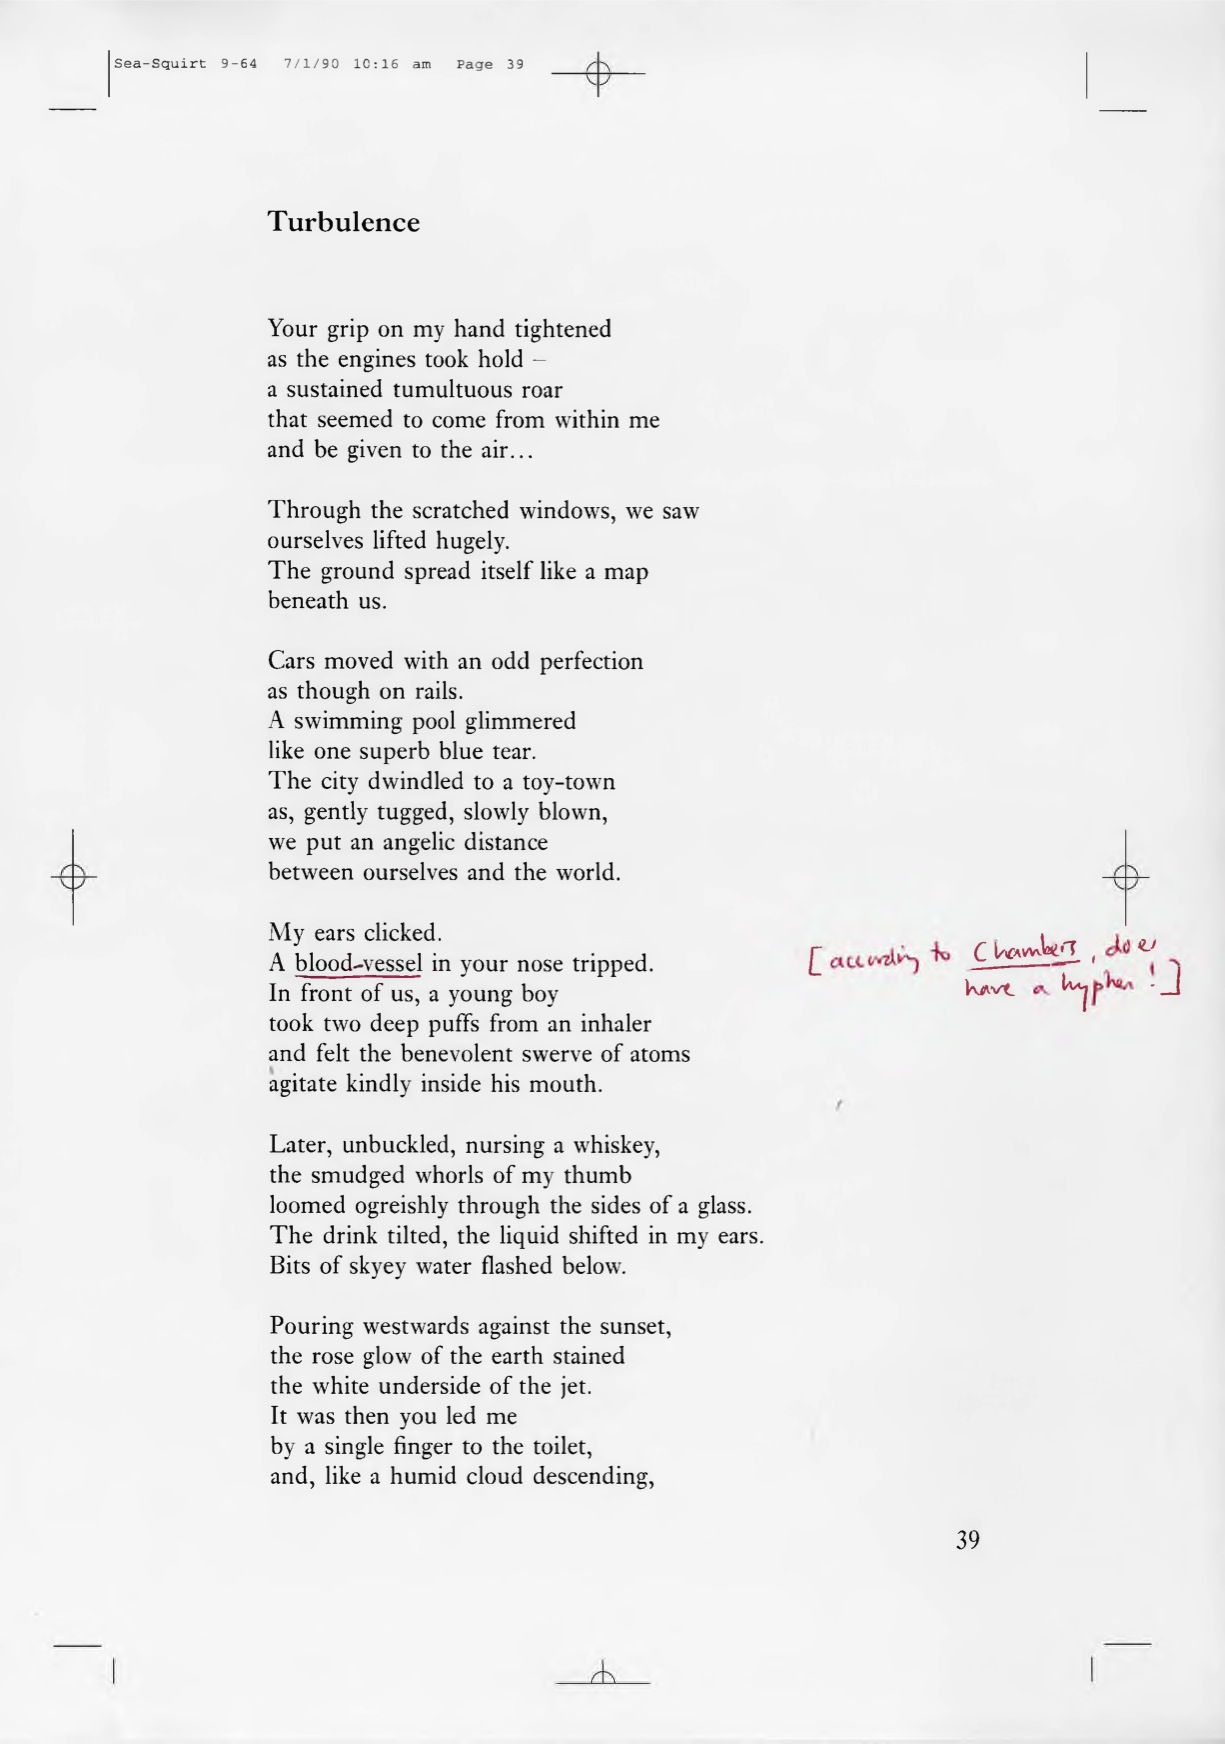 Sea-Squirt 9-64 7/1/90 10:16 am Page 39
Turbulence
Your grip on my hand tightened
as the engines took hold –
a sustained tumultuous roar
that seemed to come from within me
and be given to the air...
Through the scratched windows, we saw
ourselves lifted hugely.
The ground spread itself like a map
beneath us.
Cars moved with an odd perfection
as though on rails.
A swimming pool glimmered
like one superb blue tear.
The city dwindled to a toy-town
as, gently tugged, slowly blown,
we put an angelic distance
between ourselves and the world.
My ears clicked.
A blood-vessel in your nose tripped.
[according to Chambers, does
have a hyphen!]
In front of us, a young boy
took two deep puffs from an inhaler
and felt the benevolent swerve of atoms
agitate kindly inside his mouth.
Later, unbuckled, nursing a whiskey,
the smudged whorls of my thumb
loomed ogreishly through the sides of a glass.
The drink tilted, the liquid shifted in my ears.
Bits of skyey water flashed below.
Pouring westwards against the sunset,
the rose glow of the earth stained
the white underside of the jet.
It was then you led me
by a single finger to the toilet,
and, like a humid cloud descending,
39